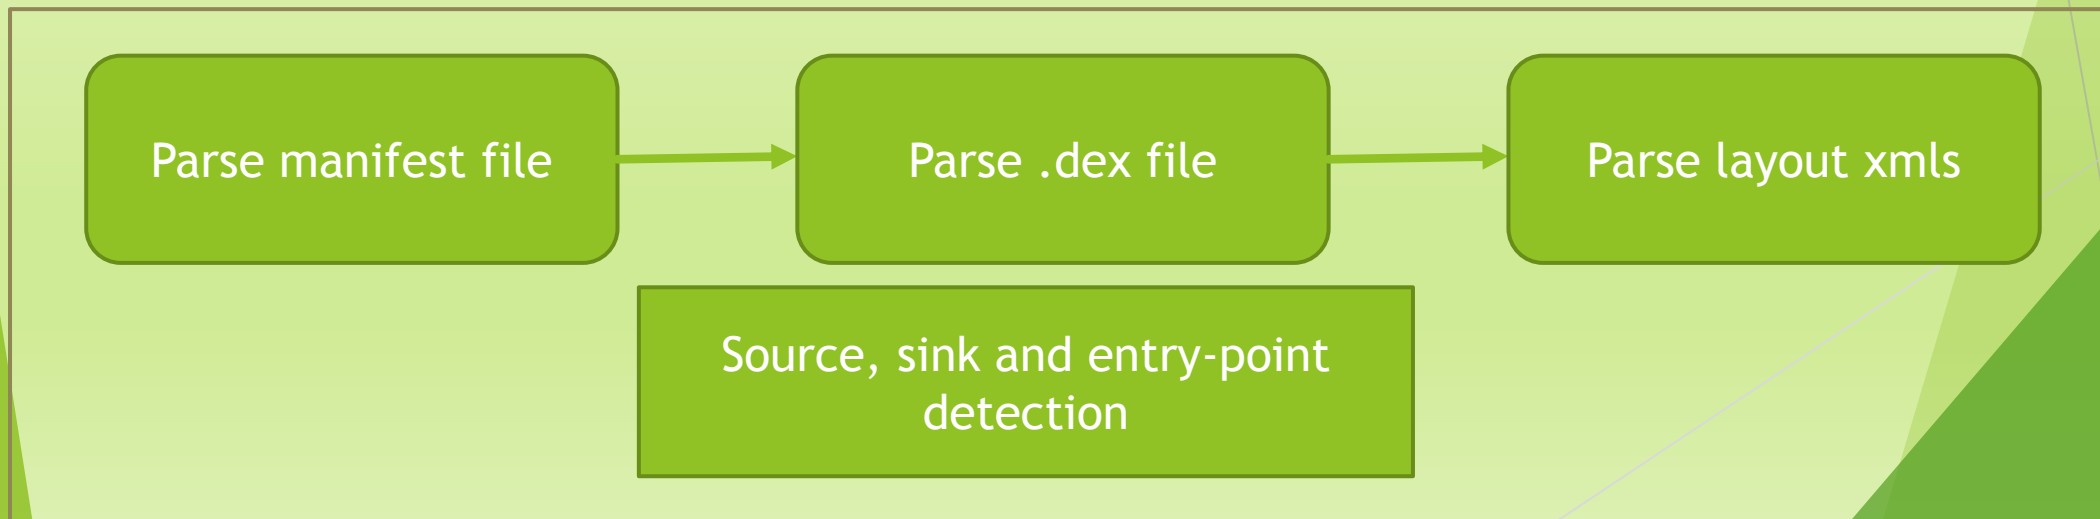 Parse manifest file
Parse .dex file
Parse layout xmls
Source, sink and entry-point
detection